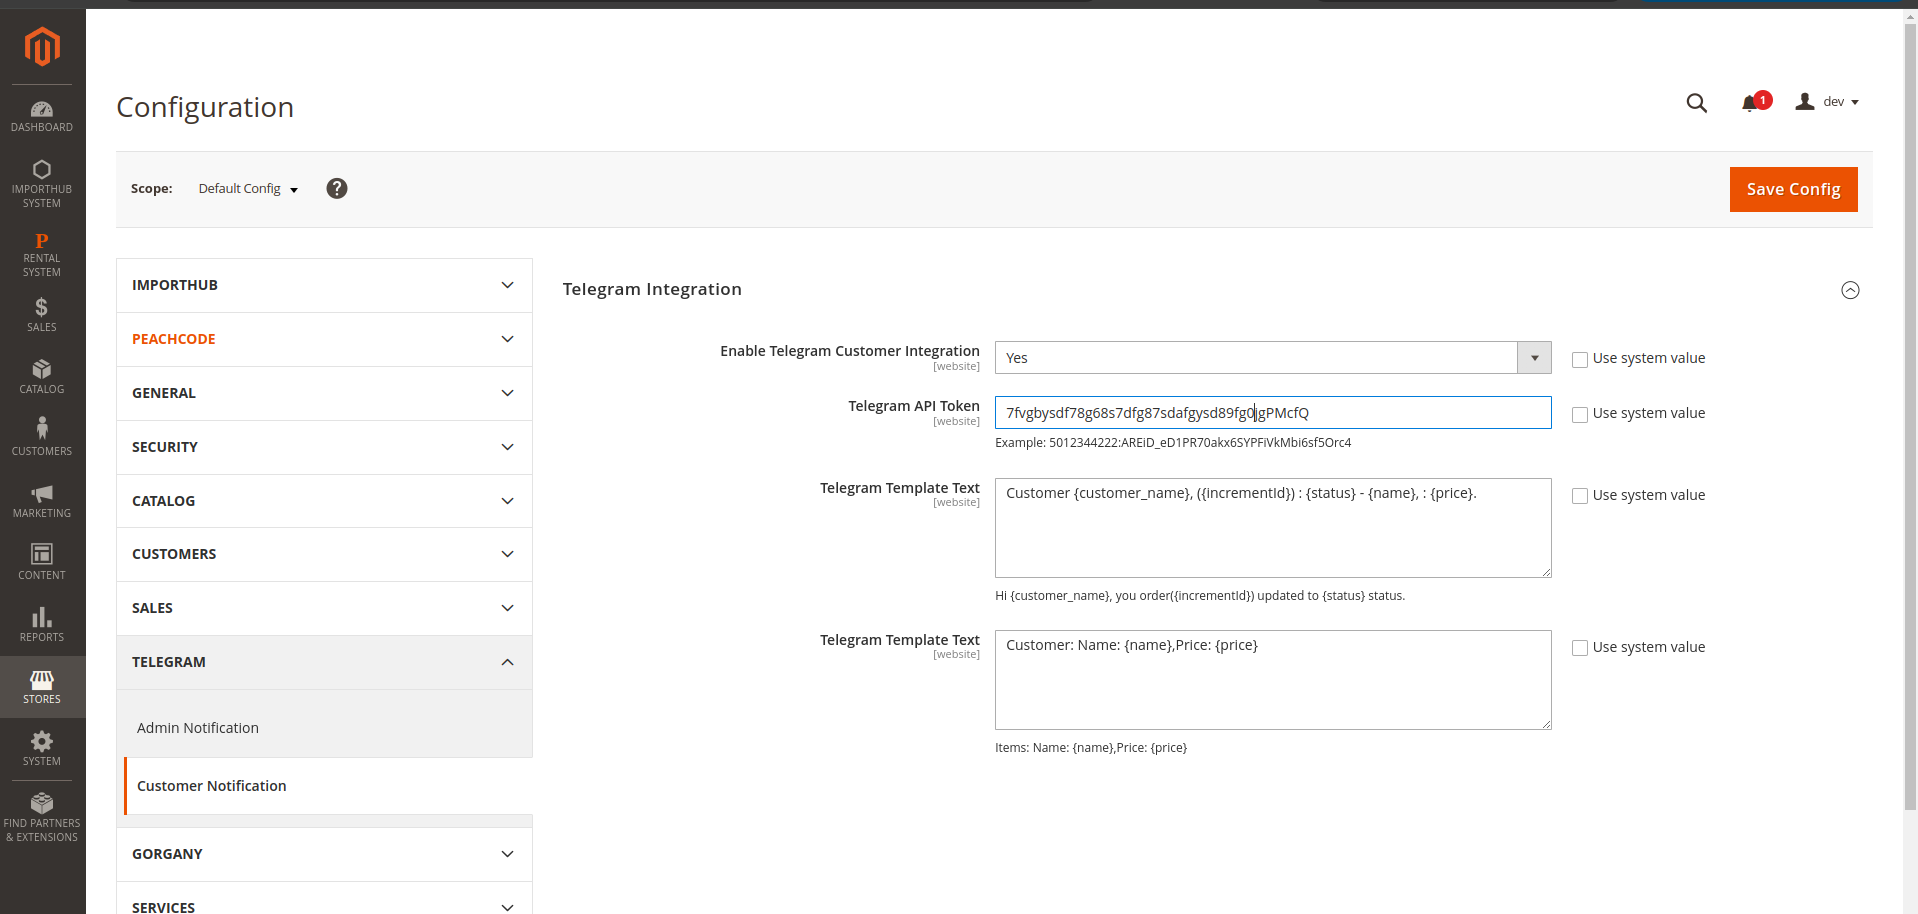 DASHBOARD
IMPORTHUB
SYSTEM
P
RENTAL
SYSTEM
$
SALES
CATALOG
CUSTOMERS
MARKETING
CONTENT
REPORTS
STORES
SYSTEM
FIND PARTNERS
& EXTENSIONS
Configuration
1
dev
Scope:
Default Config
?
Save Config
IMPORTHUB
PEACHCODE
GENERAL
SECURITY
CATALOG
CUSTOMERS
SALES
TELEGRAM
Admin Notification
Customer Notification
GORGANY
SERVICES
Telegram Integration
Enable Telegram Customer Integration
[website]
Yes
Use system value
Telegram API Token
[website]
7fvgbysdf78g68s7dfg87sdafgysd89fg0jgPMcfQ
Use system value
Example: 5012344222:AREiD_eD1PR70akx6SYPFiVkMbi6sf5Orc4
Telegram Template Text
[website]
Customer {customer_name}, ({incrementId}) : {status} - {name}, : {price}.
Use system value
Hi {customer_name}, you order({incrementId}) updated to {status} status.
Telegram Template Text
[website]
Customer: Name: {name},Price: {price}
Use system value
Items: Name: {name},Price: {price}